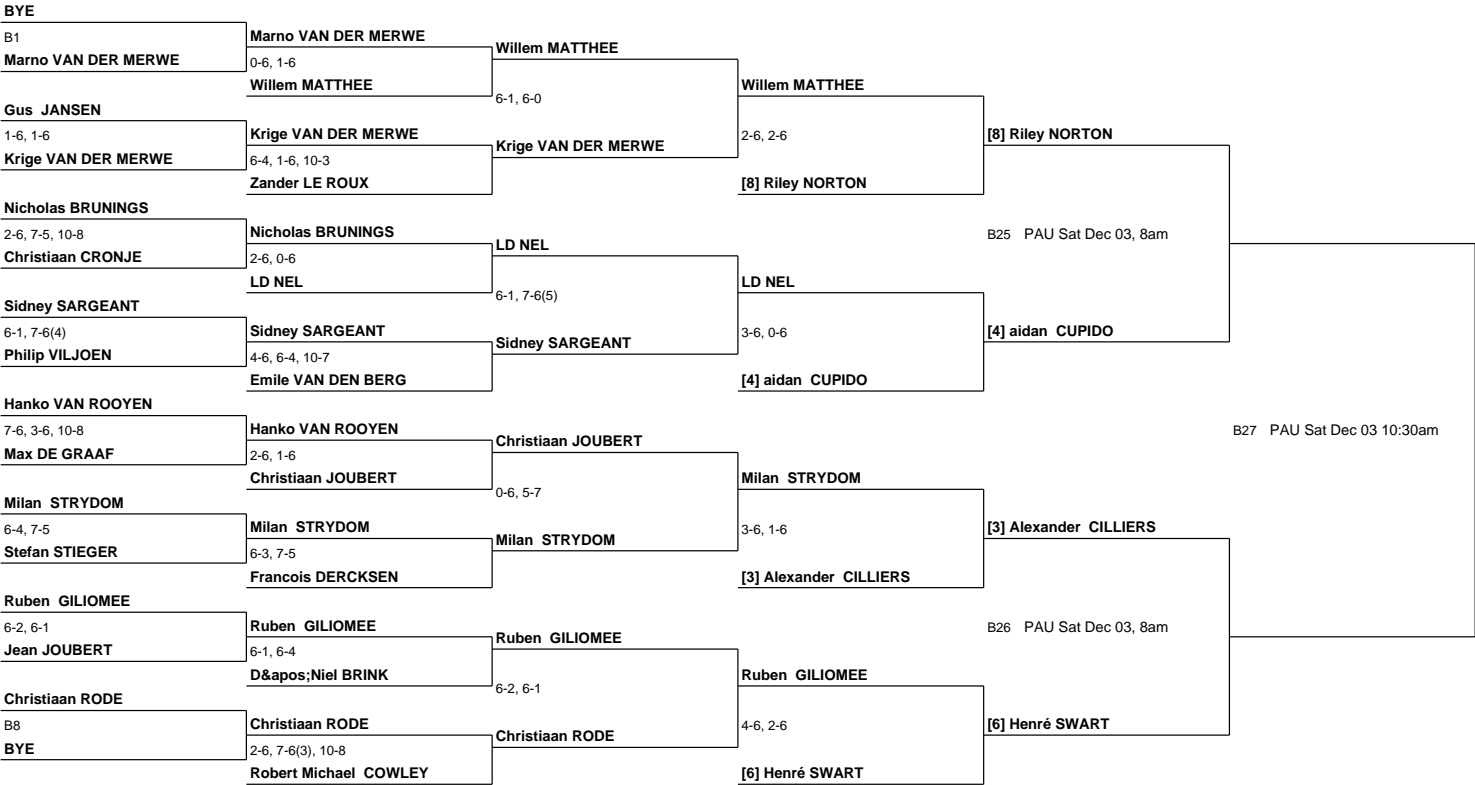 BYE
B1
Marno VAN DER MERWE
Gus  JANSEN
1-6, 1-6
Krige VAN DER MERWE
Nicholas BRUNINGS
2-6, 7-5, 10-8
Christiaan CRONJE
Sidney SARGEANT
6-1, 7-6(4)
Philip VILJOEN
Hanko VAN ROOYEN
7-6, 3-6, 10-8
Max DE GRAAF
Milan  STRYDOM
6-4, 7-5
Stefan STIEGER
Ruben  GILIOMEE
6-2, 6-1
Jean JOUBERT
Christiaan RODE
B8
BYE
Marno VAN DER MERWE
0-6, 1-6
Willem MATTHEE
Krige VAN DER MERWE
6-4, 1-6, 10-3
Zander LE ROUX
Nicholas BRUNINGS
2-6, 0-6
LD NEL
Sidney SARGEANT
4-6, 6-4, 10-7
Emile VAN DEN BERG
Hanko VAN ROOYEN
2-6, 1-6
Christiaan JOUBERT
Milan  STRYDOM
6-3, 7-5
Francois DERCKSEN
Ruben  GILIOMEE
6-1, 6-4
D&apos;Niel BRINK
Christiaan RODE
2-6, 7-6(3), 10-8
Robert Michael  COWLEY
Willem MATTHEE
6-1, 6-0
Krige VAN DER MERWE
LD NEL
6-1, 7-6(5)
Sidney SARGEANT
Christiaan JOUBERT
0-6, 5-7
Milan  STRYDOM
Ruben  GILIOMEE
6-2, 6-1
Christiaan RODE
Willem MATTHEE
2-6, 2-6
[8] Riley NORTON
LD NEL
3-6, 0-6
[4] aidan  CUPIDO
Milan  STRYDOM
3-6, 1-6
[3] Alexander  CILLIERS
Ruben  GILIOMEE
4-6, 2-6
[6] Henré SWART
[8] Riley NORTON
B25   PAU Sat Dec 03, 8am
[4] aidan  CUPIDO
[3] Alexander  CILLIERS
B26   PAU Sat Dec 03, 8am
[6] Henré SWART
B27   PAU Sat Dec 03 10:30am